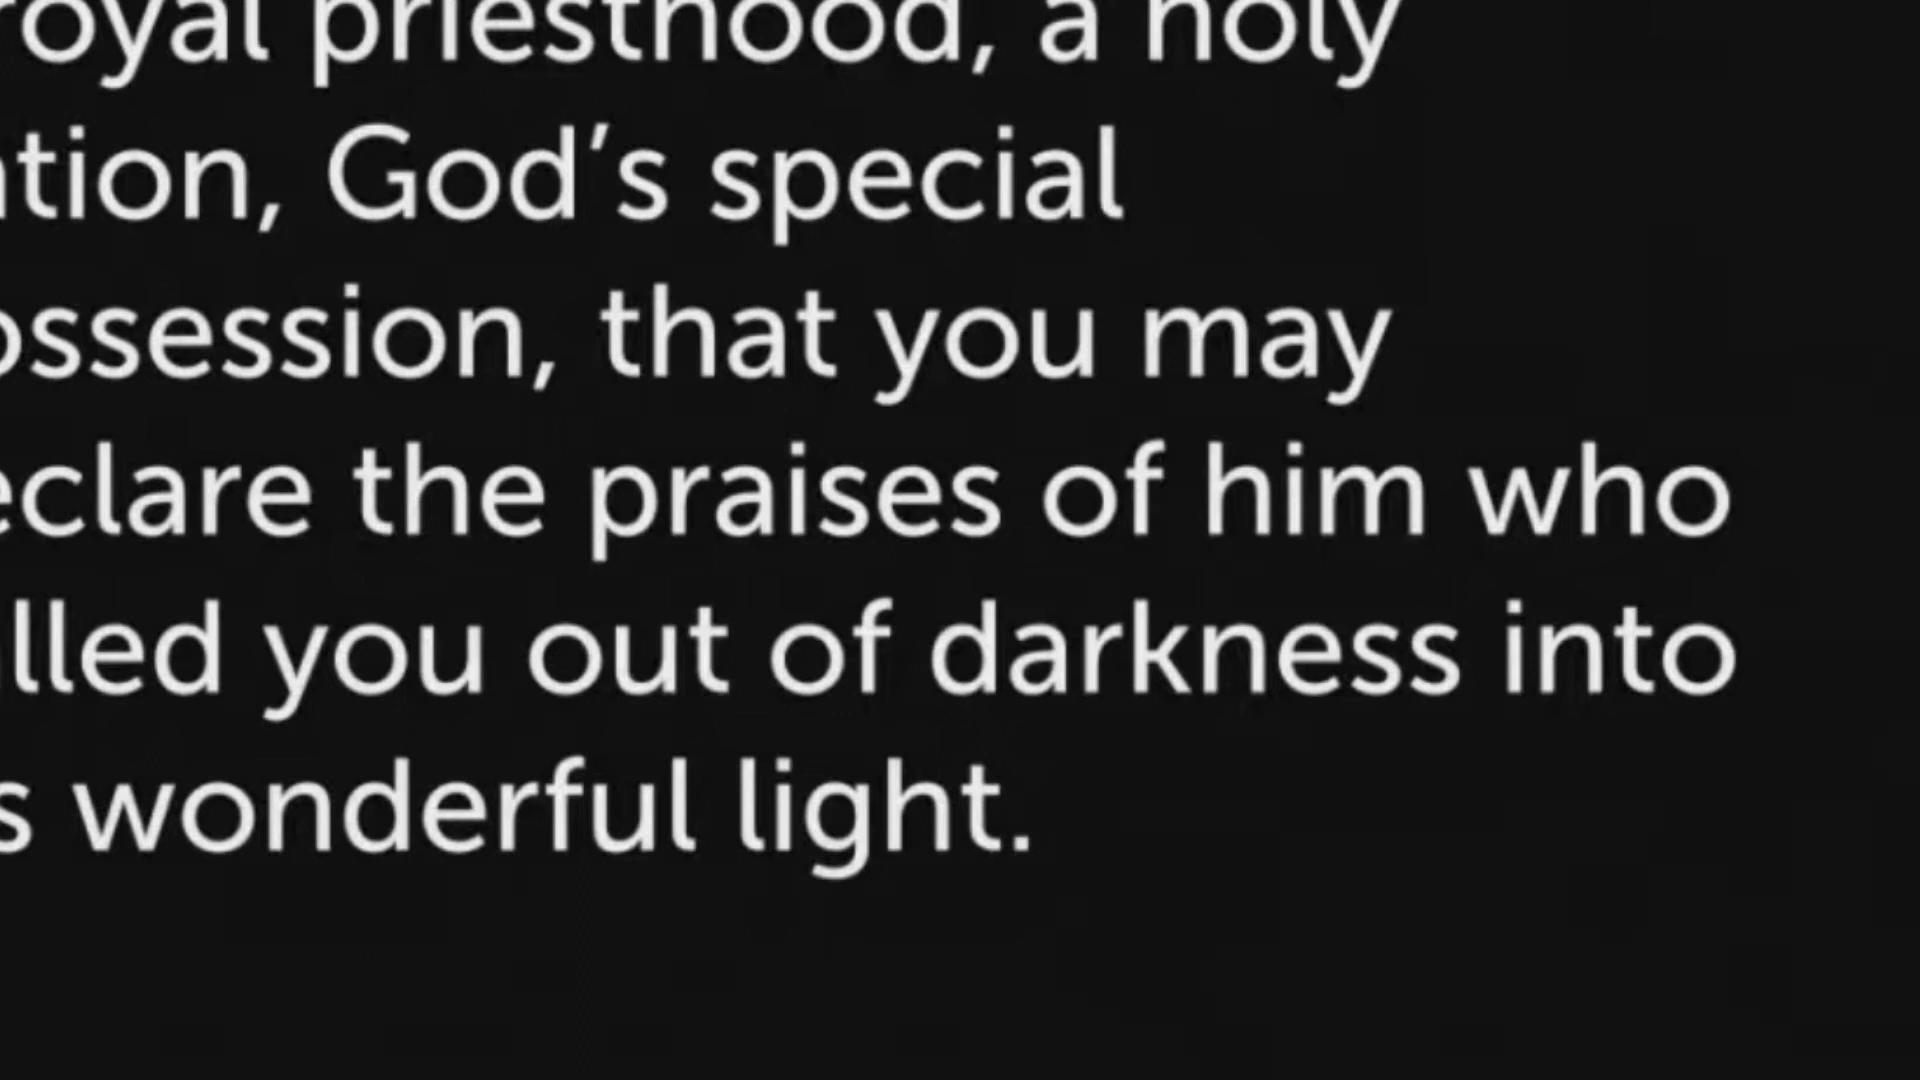 royal priesthood, a holy
ation, God’s special
ossession, that you may
eclare the praises of him who
alled you out of darkness into
s wonderful light.